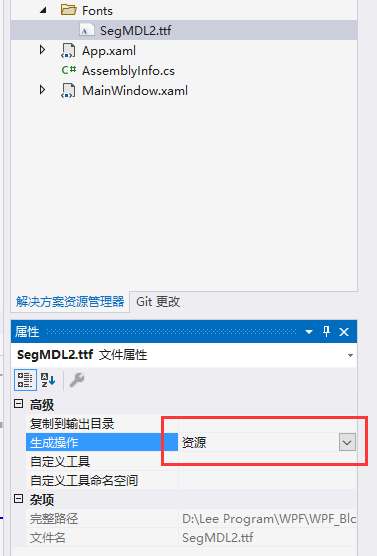 Fonts
SegMDL2.ttf
App.xaml
C# AssemblyInfo.cs
MainWindow.xaml
解决方案资源管理器 Git 更改
属性
SegMDL2.ttf 文件属性
高级
复制到输出目录
生成操作 资源
自定义工具
自定义工具命名空间
杂项
完整路径 D:\Lee Program\WPF\WPF_Blo
文件名 SegMDL2.ttf